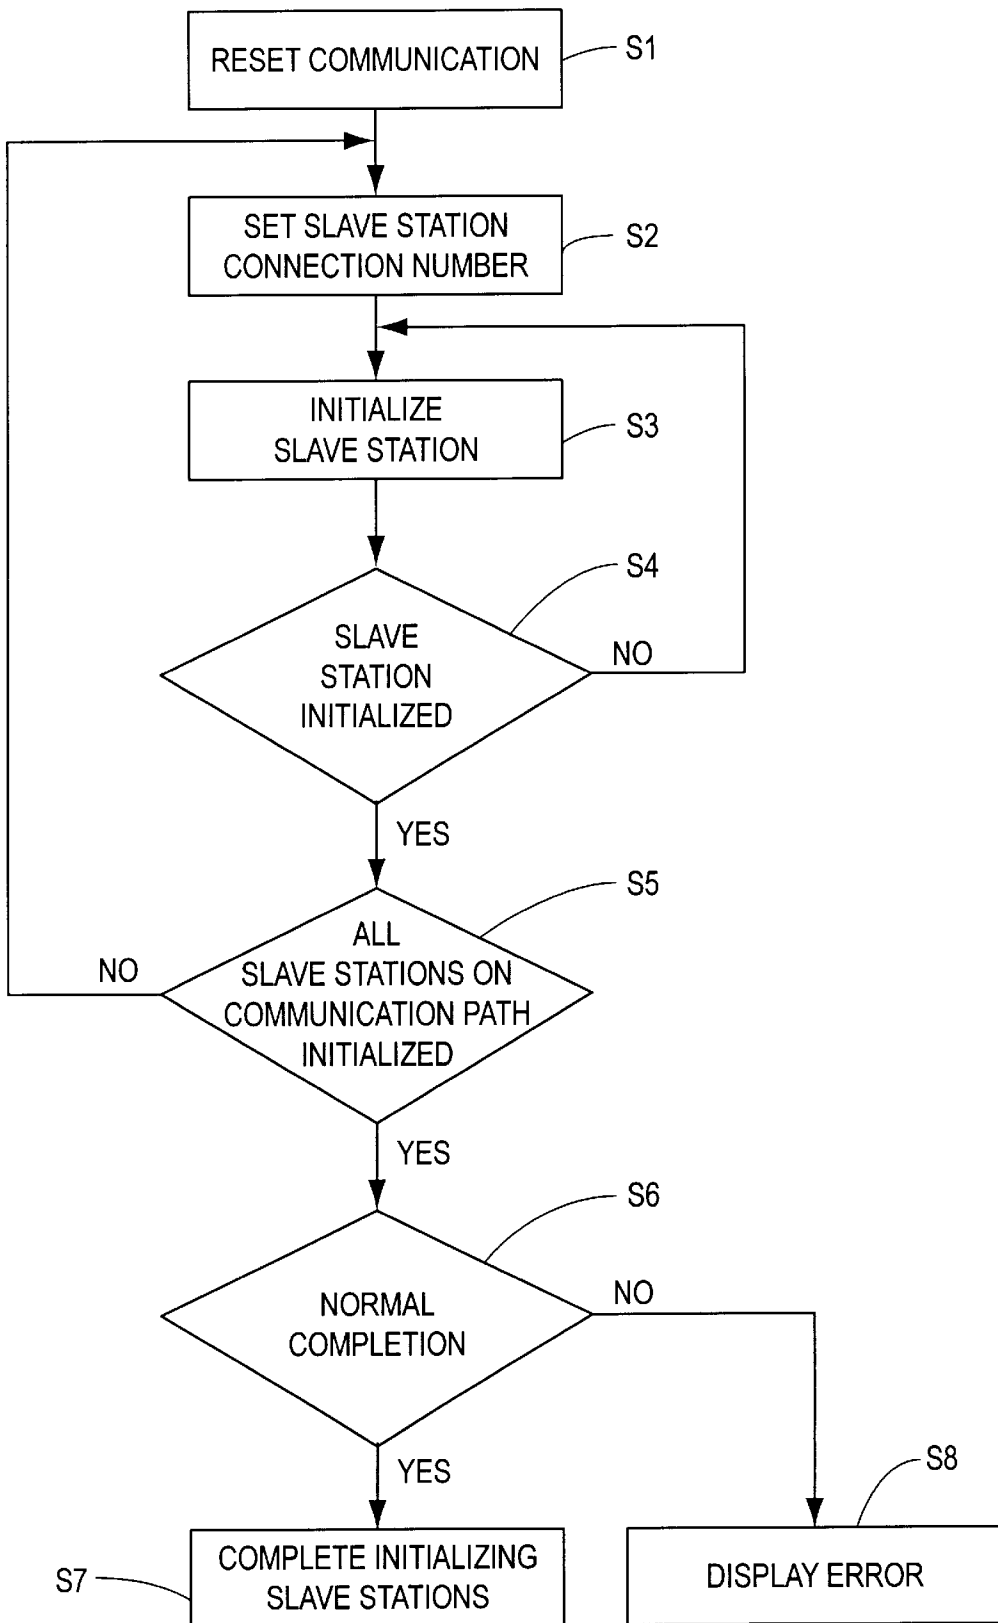 RESET COMMUNICATION
S1
SET SLAVE STATION
CONNECTION NUMBER
S2
INITIALIZE
SLAVE STATION
S3
S4
SLAVE
STATION
INITIALIZED
NO
YES
S5
ALL
SLAVE STATIONS ON
COMMUNICATION PATH
INITIALIZED
NO
YES
S6
NORMAL
COMPLETION
NO
YES
S8
S7
COMPLETE INITIALIZING
SLAVE STATIONS
DISPLAY ERROR